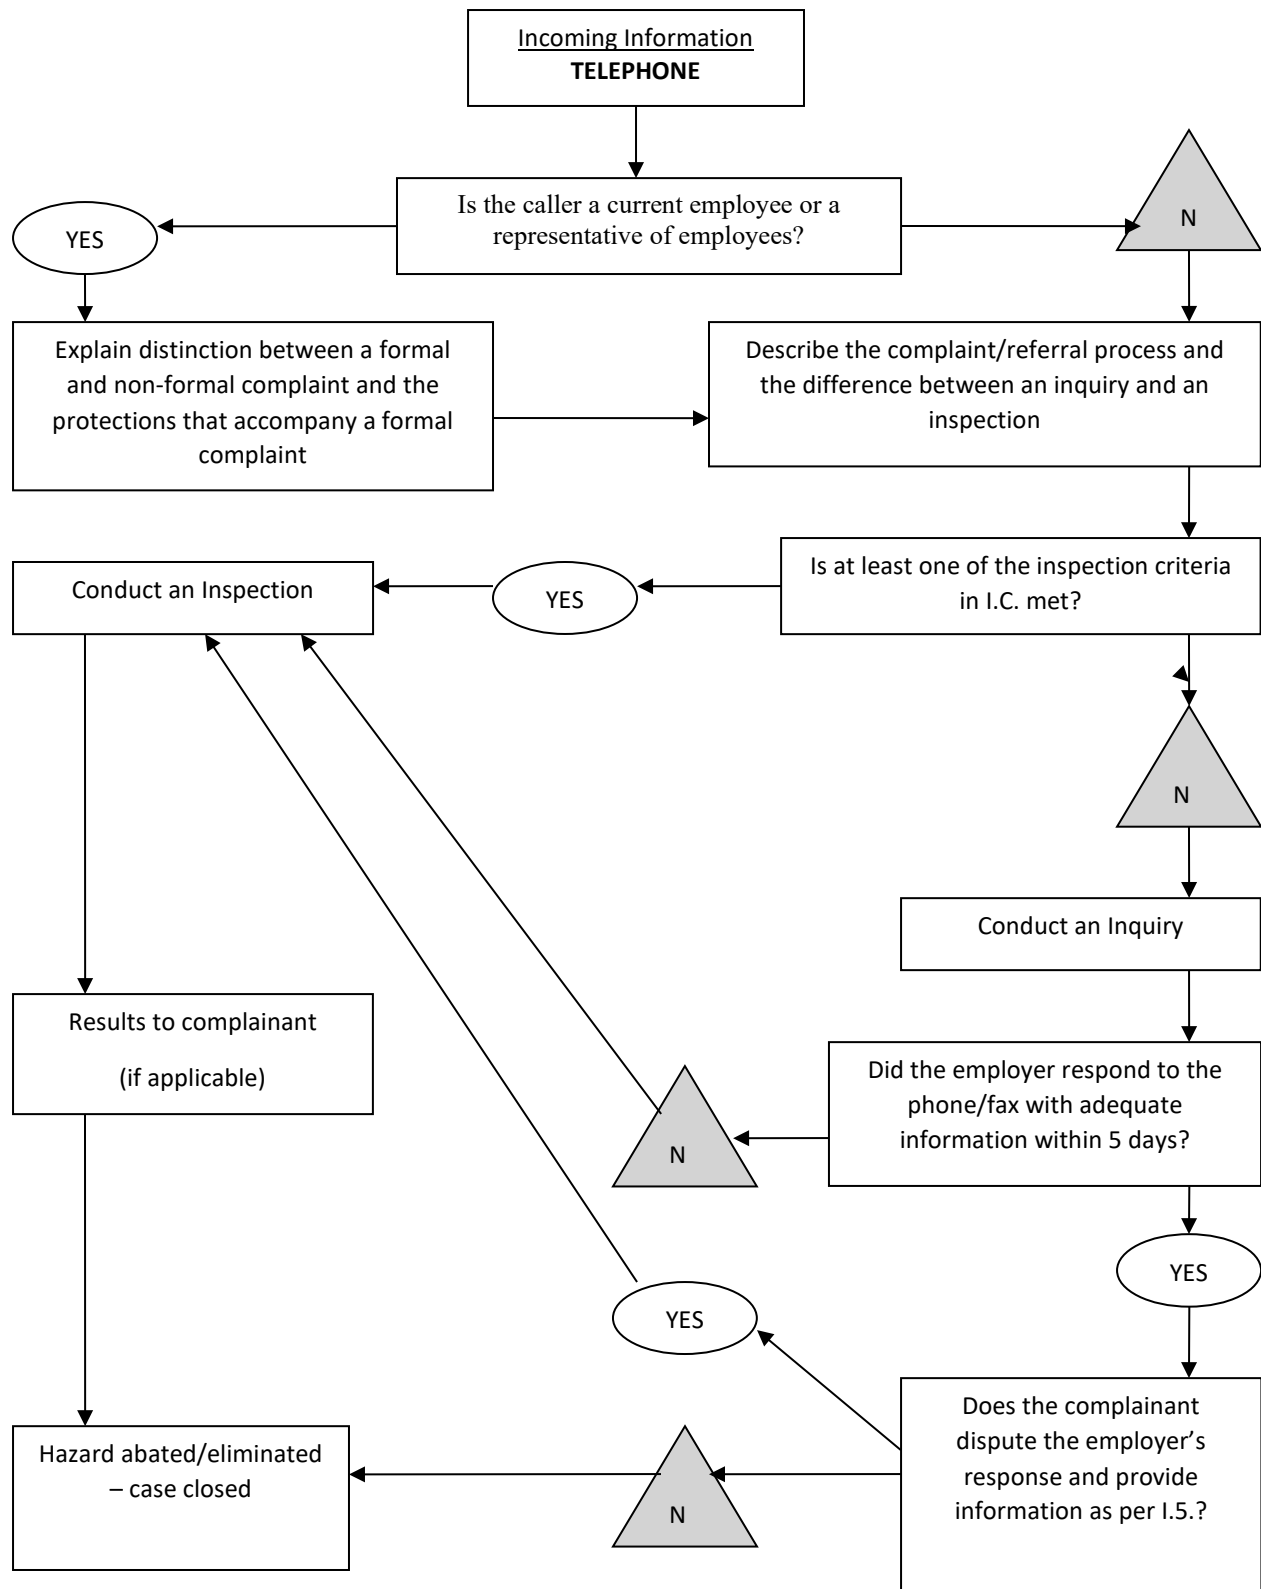 Incoming Information
TELEPHONE
Is the caller a current employee or a
representative of employees?
YES
N
Explain distinction between a formal
and non-formal complaint and the
protections that accompany a formal
complaint
Describe the complaint/referral process and
the difference between an inquiry and an
inspection
Is at least one of the inspection criteria
in I.C. met?
YES
Conduct an Inspection
N
Conduct an Inquiry
Results to complainant
(if applicable)
Did the employer respond to the
phone/fax with adequate
information within 5 days?
N
YES
YES
Does the complainant
dispute the employer’s
response and provide
information as per I.5.?
N
Hazard abated/eliminated
– case closed